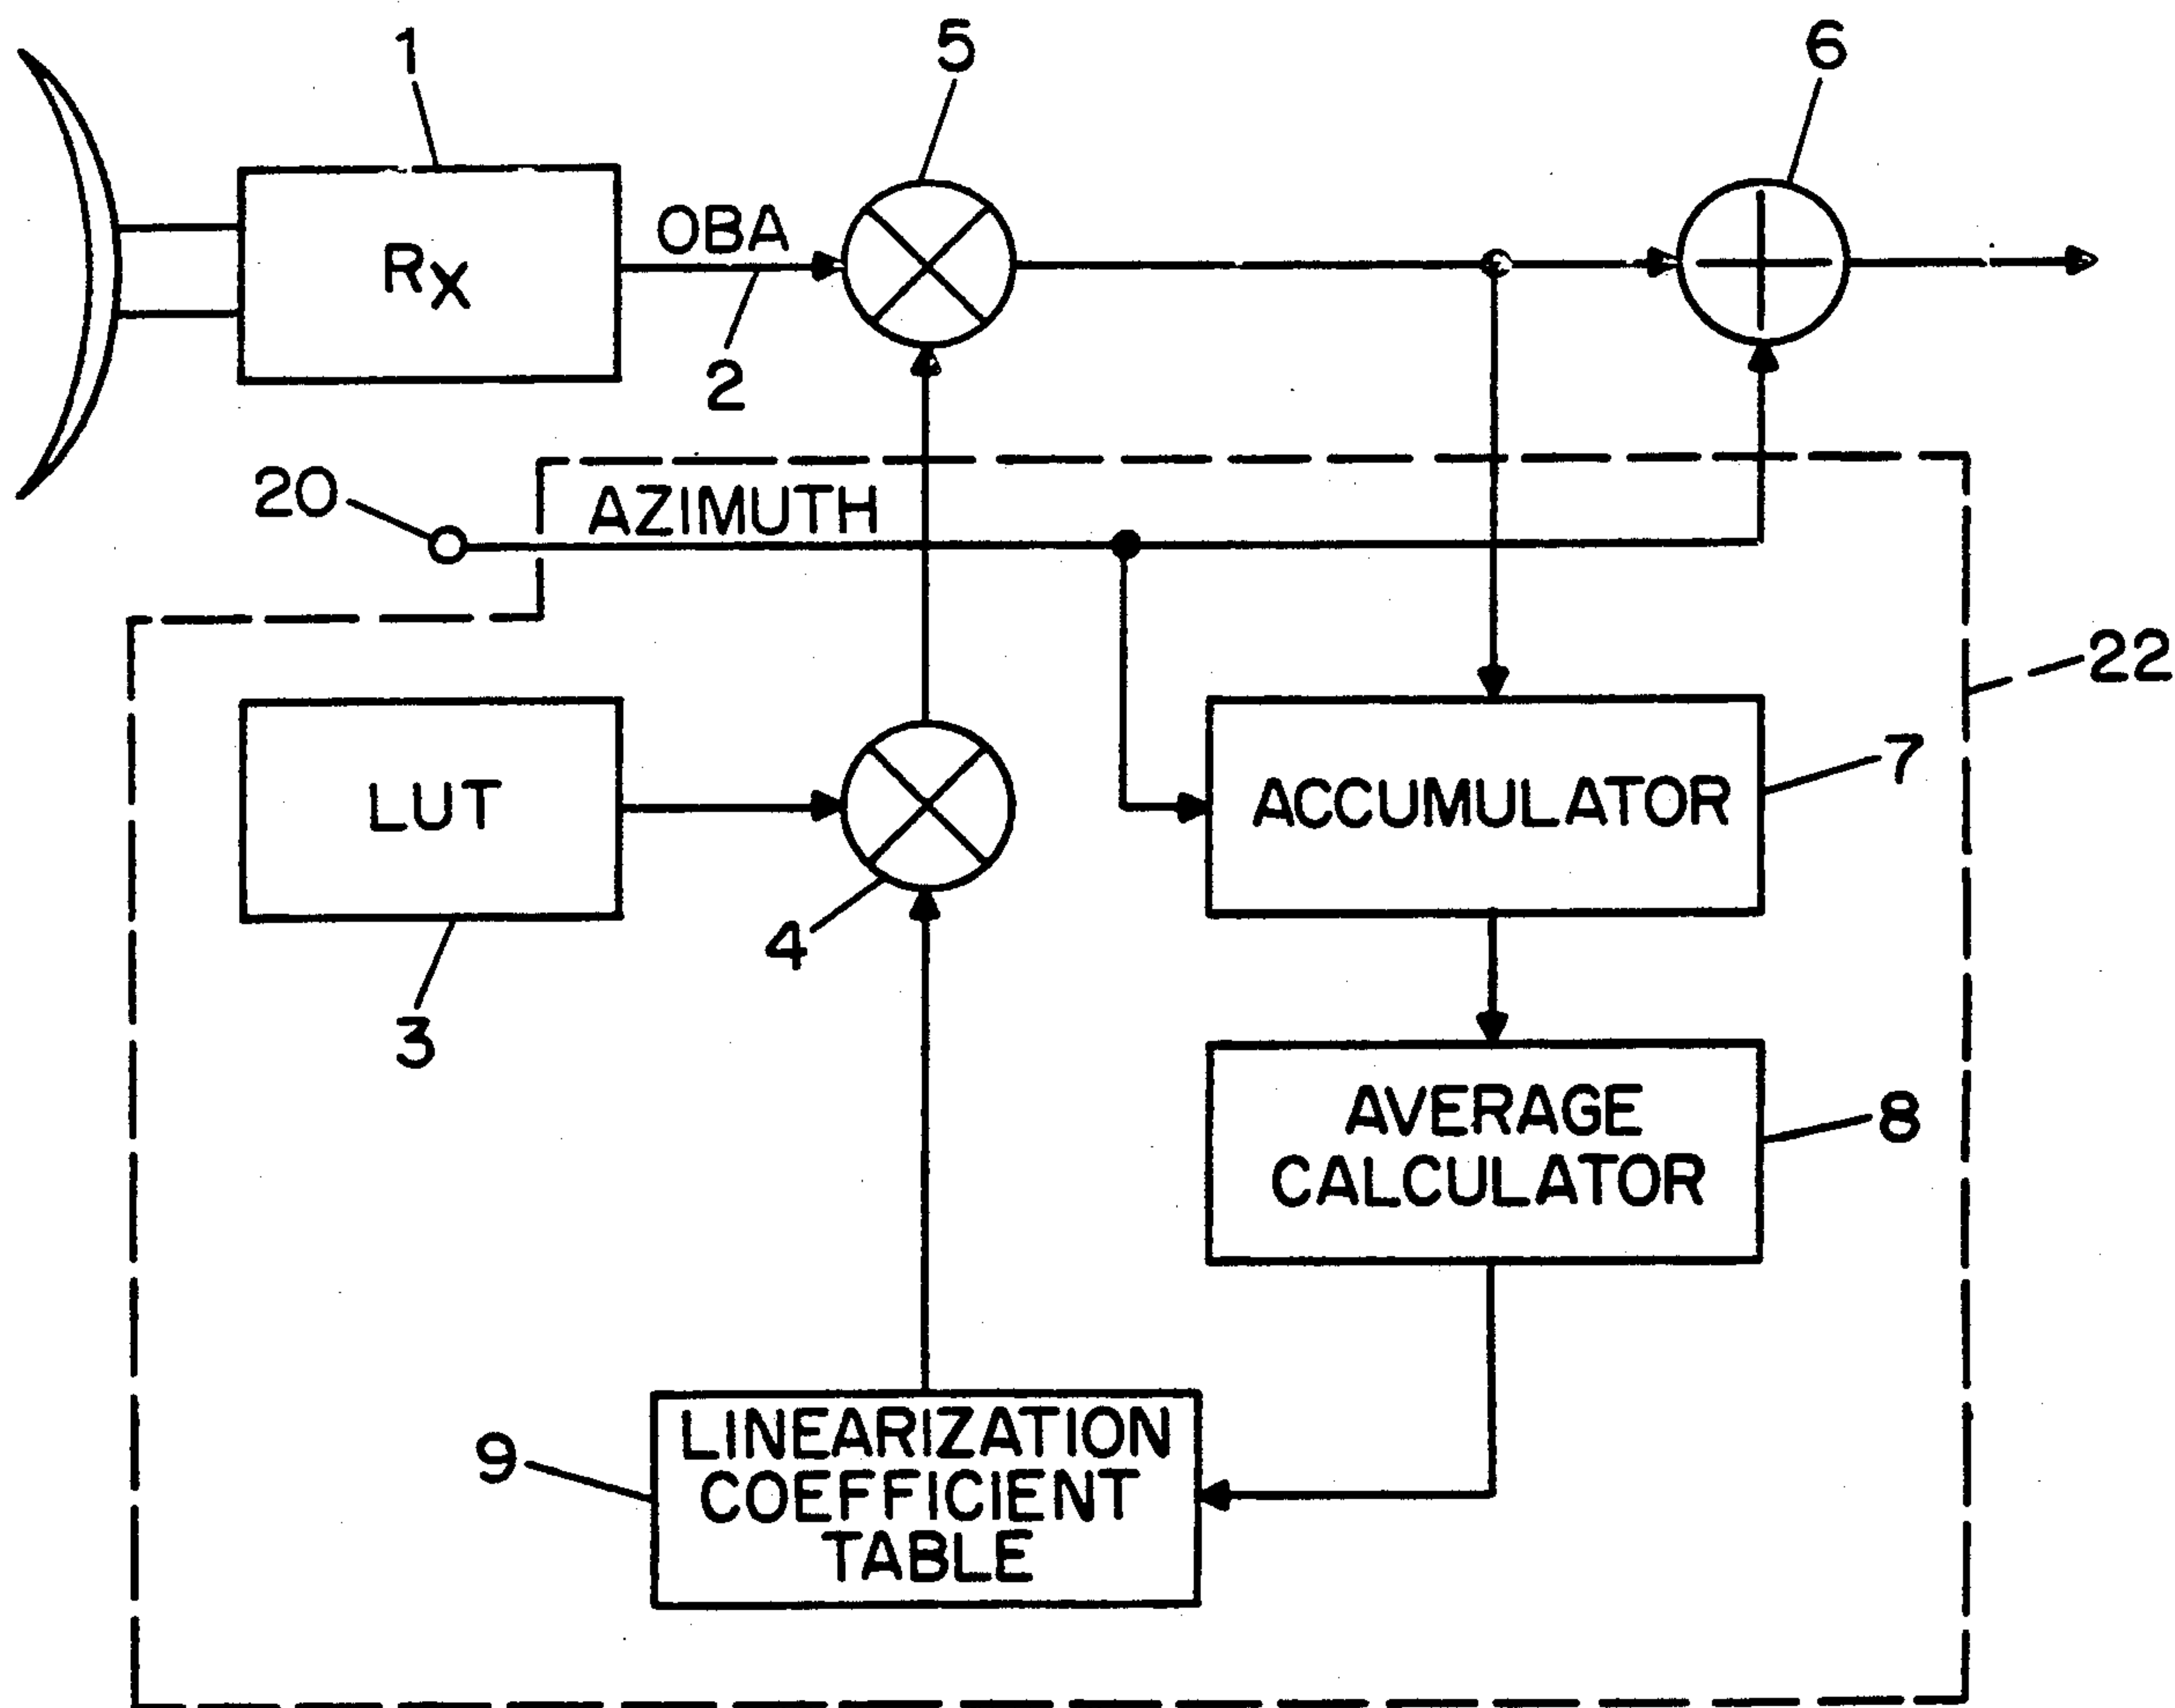 1
5
6
Rx
OBA
2
20
AZIMUTH
22
LUT
ACCUMULATOR
7
4
3
AVERAGE
CALCULATOR
8
9
LINEARIZATION
COEFFICIENT
TABLE